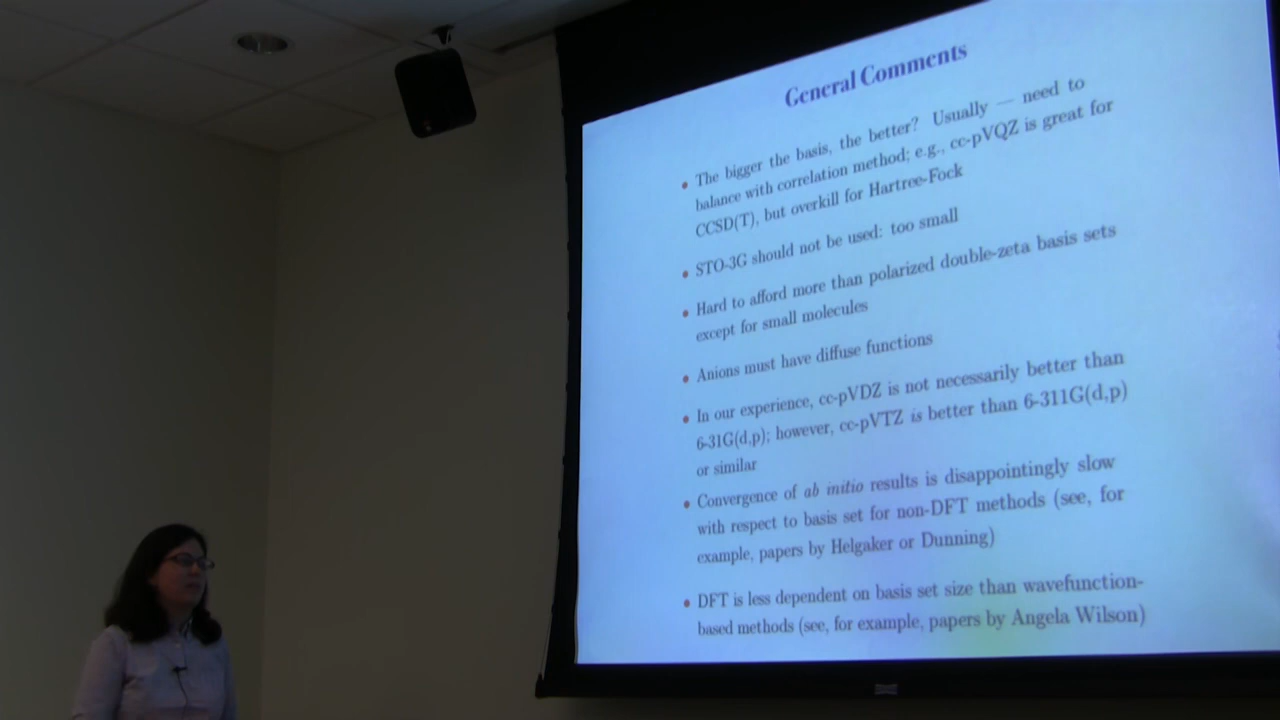 General Comments
• The bigger the basis, the better? Usually — need to
balance with correlation method; e.g., cc-pVQZ is great for
CCSD(T), but overkill for Hartree-Fock
• STO-3G should not be used: too small
• Hard to afford more than polarized double-zeta basis sets
except for small molecules
• Anions must have diffuse functions
• In our experience, cc-pVDZ is not necessarily better than
6-31G(d,p); however, cc-pVTZ is better than 6-311G(d,p)
or similar
• Convergence of ab initio results is disappointingly slow
with respect to basis set for non-DFT methods (see, for
example, papers by Helgaker or Dunning)
• DFT is less dependent on basis set size than wavefunction-
based methods (see, for example, papers by Angela Wilson)